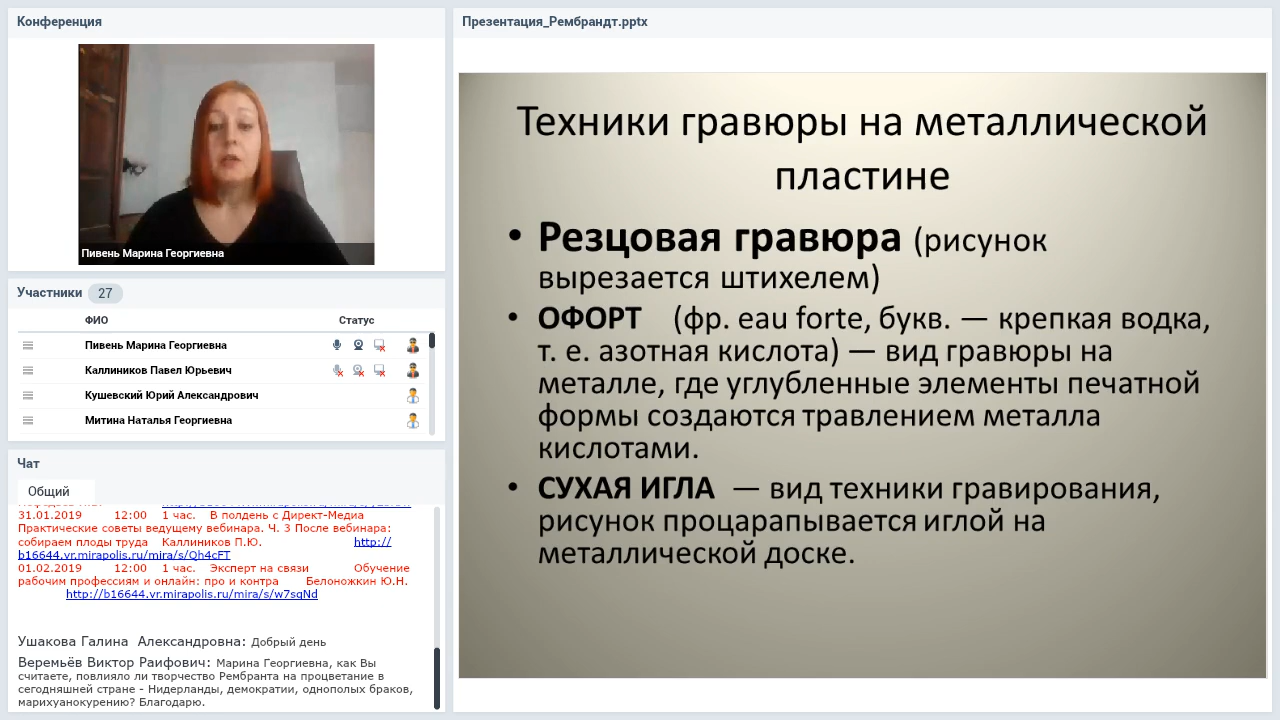 Конференция
Пивень Марина Георгиевна
Участники 27
ФИО Статус
Пивень Марина Георгиевна
Каллиников Павел Юрьевич
Кушевский Юрий Александрович
Митина Наталья Георгиевна
Чат
Общий
31.01.2019 12:00 1 час. В полдень с Директ-Медиа
Практические советы ведущему вебинара. Ч. 3 После вебинара:
собираем плоды труда Каллиников П.Ю. http://
b16644.vr.mirapolis.ru/mira/s/Qh4cFT
01.02.2019 12:00 1 час. Эксперт на связи Обучение
рабочим профессиям и онлайн: про и контра Белоножкин Ю.Н.
http://b16644.vr.mirapolis.ru/mira/s/w7sqNd
Ушакова Галина Александровна: Добрый день
Веремьёв Виктор Раифович: Марина Георгиевна, как Вы
считаете, повлияло ли творчество Рембранта на процветание в
сегодняшней стране - Нидерланды, демократии, однополых браков,
марихуанокурению? Благодарю.
Презентация_Рембрандт.pptx
Техники гравюры на металлической
пластине
• Резцовая гравюра (рисунок
вырезается штихелем)
• ОФОРТ (фр. eau forte, букв. — крепкая водка,
т. е. азотная кислота) — вид гравюры на
металле, где углубленные элементы печатной
формы создаются травлением металла
кислотами.
• СУХАЯ ИГЛА — вид техники гравирования,
рисунок процарапывается иглой на
металлической доске.